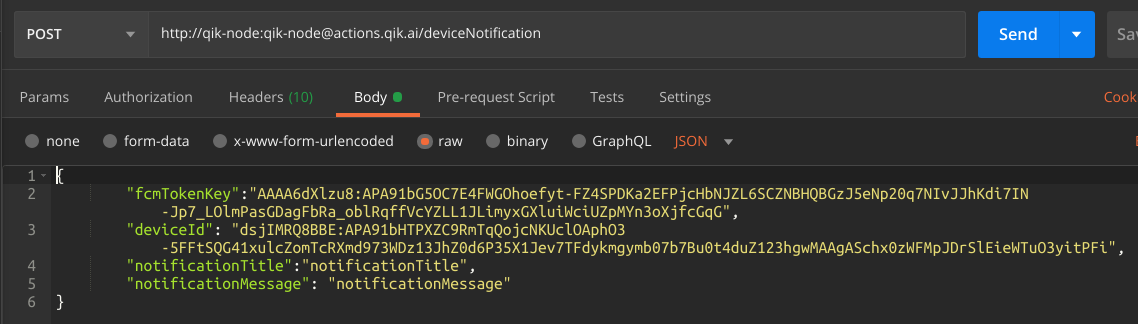 POST http://qik-node:qik-node@actions.qik.ai/deviceNotification Send Sav
Params Authorization Headers (10) Body Pre-request Script Tests Settings Cook
none form-data x-www-form-urlencoded raw binary GraphQL JSON
1 {
2 "fcmTokenKey":"AAAA6dXlzu8:APA91bG5OC7E4FWGOhoefyt-FZ4SPDKa2EFPjcHbNJZL6SCZNBHQBGzJ5eNp20q7NIvJJhKdi7IN
-Jp7_LOlmPasGDagFbRa_oblRqffVcYZLL1JLimyxGXluiWciUZpMYn3oXjfcGqG",
3 "deviceId": "dsjIMRQ8BBE:APA91bHTPXZC9RmTqQojcNKUclOAphO3
-5FFtSQG41xulcZomTcRXmd973WDz13JhZ0d6P35X1Jev7TFdykmgymb07b7Bu0t4duZ123hgwMAAgASchx0zWFMpJDrSlEieWTuO3yitPFi",
4 "notificationTitle":"notificationTitle",
5 "notificationMessage": "notificationMessage"
6 }